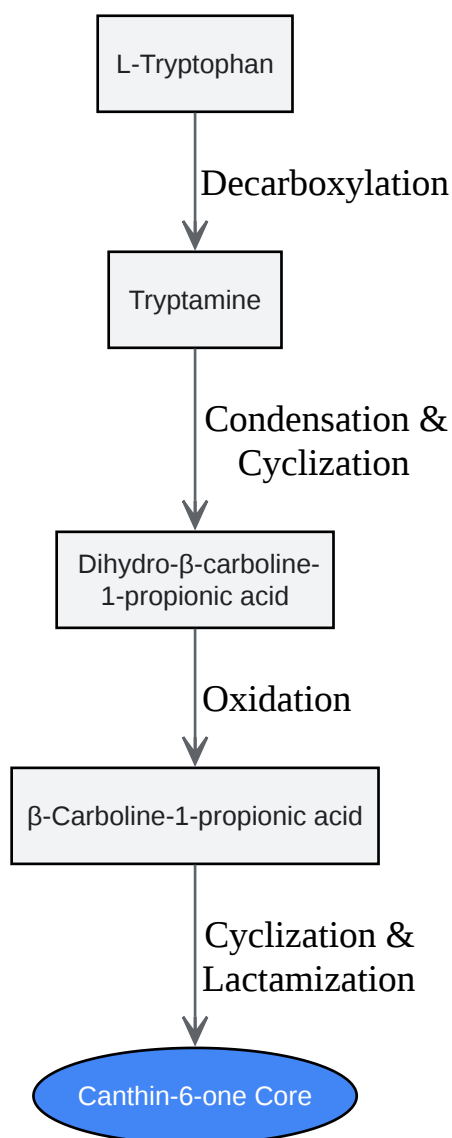 L-Tryptophan
Decarboxylation
Tryptamine
Condensation &
Cyclization
Dihydro-β-carboline-
1-propionic acid
Oxidation
β-Carboline-1-propionic acid
Cyclization &
Lactamization
Canthin-6-one Core